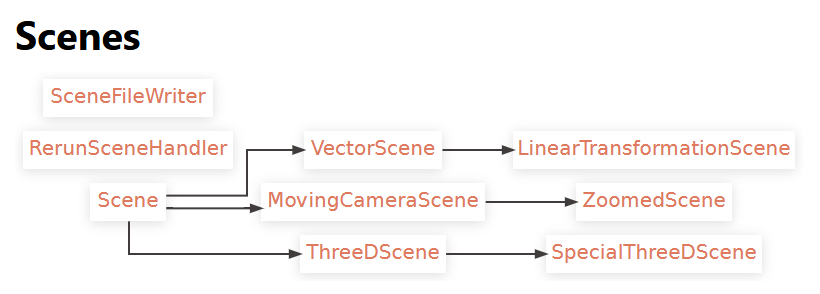 Scenes
SceneFileWriter
RerunSceneHandler
VectorScene
LinearTransformationScene
Scene
MovingCameraScene
ZoomedScene
ThreeDScene
SpecialThreeDScene